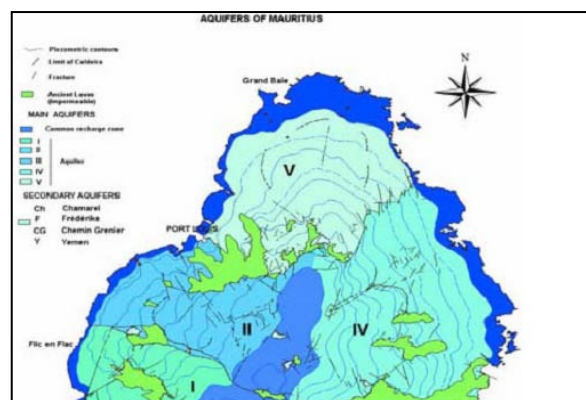 AQUIFERS OF MAURITIUS
Piezometric contours
Limit of Caldeira
Fracture
Ancient Lavas
(Impermeable)
MAIN AQUIFERS
Common recharge zone
I
II
III Aquifer
IV
V
SECONDARY AQUIFERS
Ch Chamarel
F Frédérika
CG Chemin Grenier
Y Yemen
Grand Baie
N
V
PORT LOUIS
II
IV
Flic en Flac
I